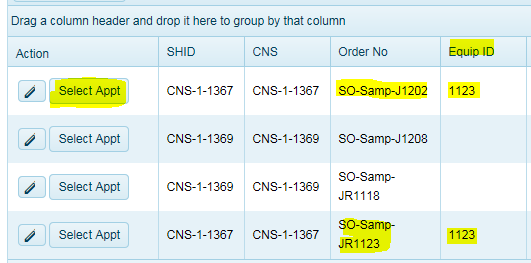 Drag a column header and drop it here to group by that column
Action SHID CNS Order No Equip ID
Select Appt CNS-1-1367 CNS-1-1367 SO-Samp-J1202 1123
Select Appt CNS-1-1369 CNS-1-1369 SO-Samp-J1208
Select Appt CNS-1-1369 CNS-1-1369 SO-Samp-
JR1118
Select Appt CNS-1-1367 CNS-1-1367 SO-Samp-
JR1123 1123